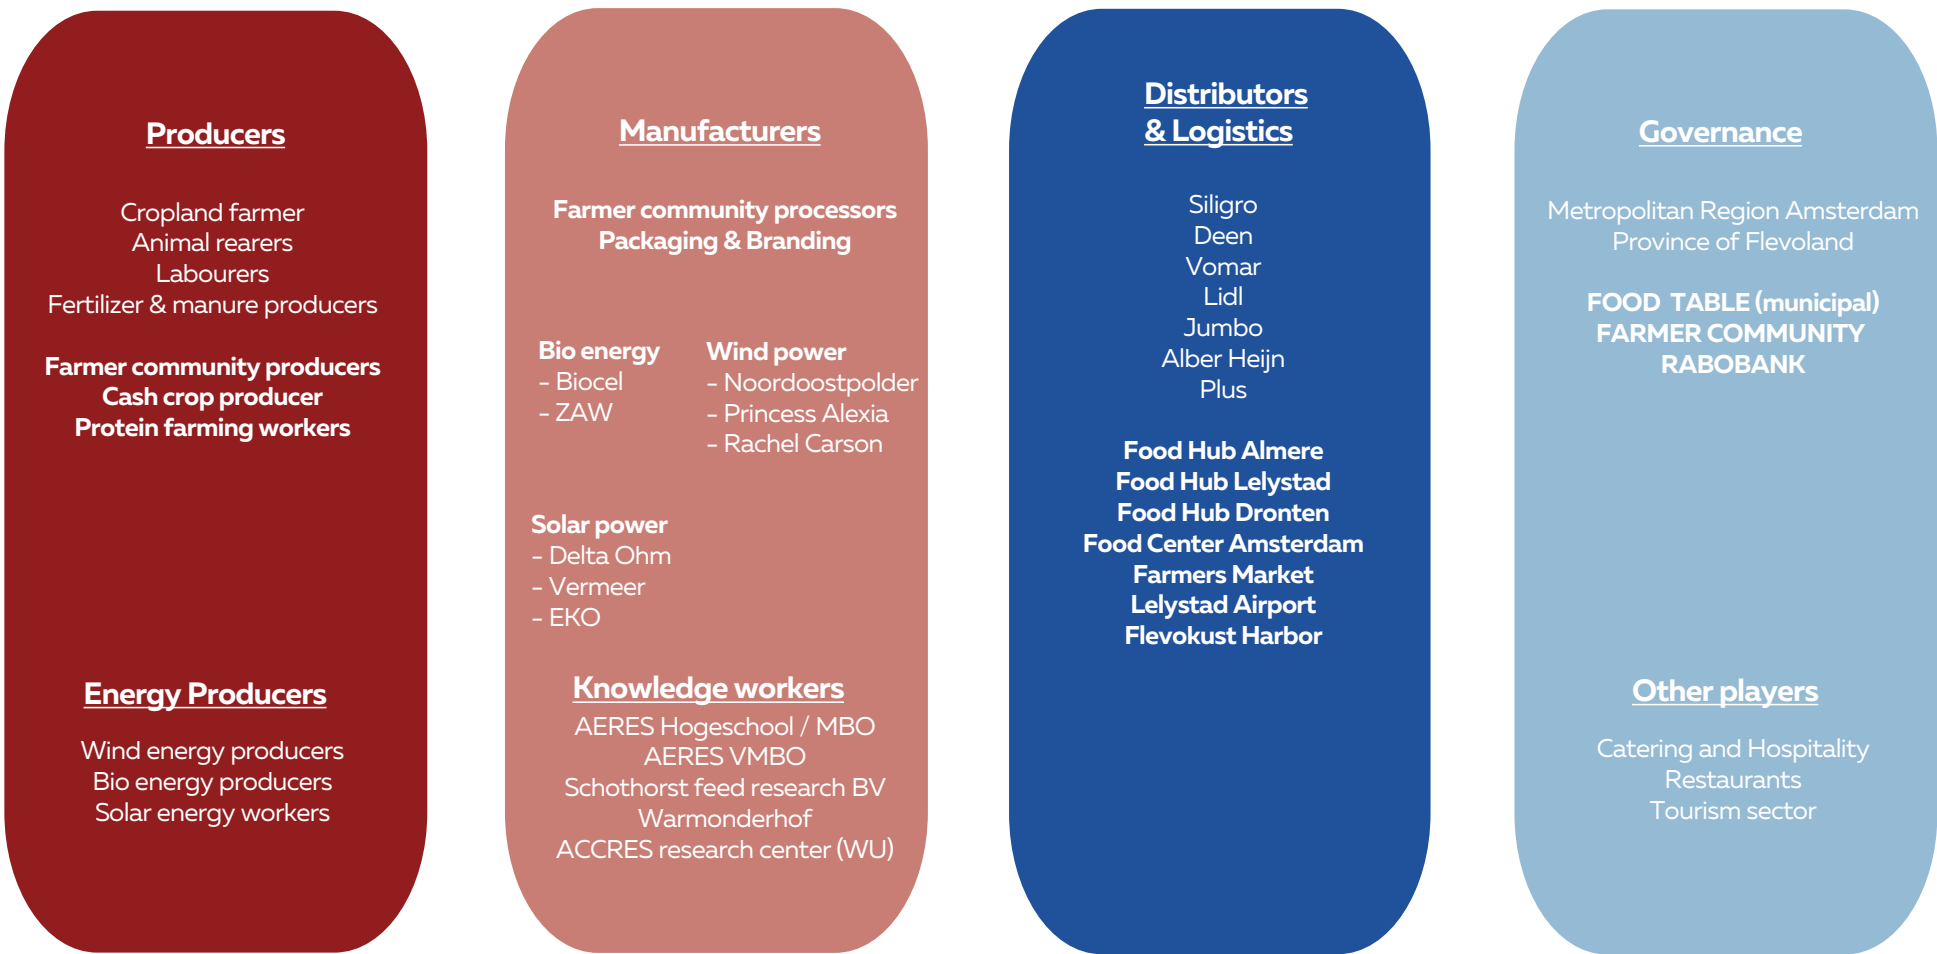 Producers
Cropland farmer
Animal rearers
Labourers
Fertilizer & manure producers
Farmer community producers
Cash crop producer
Protein farming workers
Energy Producers
Wind energy producers
Bio energy producers
Solar energy workers
Manufacturers
Farmer community processors
Packaging & Branding
Bio energy
- Biocel
- ZAW
Wind power
- Noordoostpolder
- Princess Alexia
- Rachel Carson
Solar power
- Delta Ohm
- Vermeer
- EKO
Knowledge workers
AERES Hogeschool / MBO
AERES VMBO
Schothorst feed research BV
Warmonderhof
ACCRES research center (WU)
Distributors
& Logistics
Siligro
Deen
Vomar
Lidl
Jumbo
Alber Heijn
Plus
Food Hub Almere
Food Hub Lelystad
Food Hub Dronten
Food Center Amsterdam
Farmers Market
Lelystad Airport
Flevokust Harbor
Governance
Metropolitan Region Amsterdam
Province of Flevoland
FOOD TABLE (municipal)
FARMER COMMUNITY
RABOBANK
Other players
Catering and Hospitality
Restaurants
Tourism sector